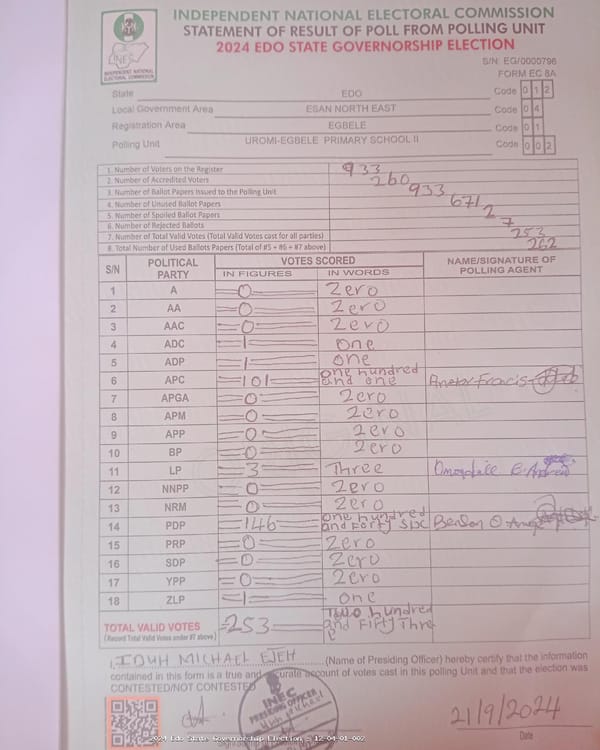 INDEPENDENT NATIONAL ELECTORAL COMMISSION
STATEMENT OF RESULT OF POLL FROM POLLING UNIT
2024 EDO STATE GOVERNORSHIP ELECTION
INEC
INDEPENDENT NATIONAL ELECTORAL COMMISSION
S/N: EG/0000796
FORM EC 8A
State EDO Code 0 1 2
Local Government Area ESAN NORTH EAST Code 0 4
Registration Area EGBELE Code 0 1
Polling Unit UROMI-EGBELE PRIMARY SCHOOL II Code 0 0 2
1. Number of Voters on the Register 933
2. Number of Accredited Voters 260
3. Number of Ballot Papers Issued to the Polling Unit 933
4. Number of Unused Ballot Papers 671
5. Number of Spoiled Ballot Papers 2
6. Number of Rejected Ballots 7
7. Number of Total Valid Votes (Total Valid Votes cast for all parties) 253
8. Total Number of Used Ballots Papers (Total of #5 + #6 + #7 above) 262
S/N POLITICAL PARTY VOTES SCORED NAME/SIGNATURE OF POLLING AGENT
IN FIGURES IN WORDS
1 A 0 Zero
2 AA 0 Zero
3 AAC 0 Zero
4 ADC 1 One
5 ADP 1 One
6 APC 101 One hundred and one Francis
7 APGA 0 Zero
8 APM 0 Zero
9 APP 0 Zero
10 BP 0 Zero
11 LP 3 Three
12 NNPP 0 Zero
13 NRM 0 Zero
14 PDP 146 One hundred and Forty Six Benson O.
15 PRP 0 Zero
16 SDP 0 Zero
17 YPP 0 Zero
18 ZLP 1 One
TOTAL VALID VOTES 253 Two hundred and Fifty Three
(Record Total Valid Votes under #7 above)
I, IDUH MICHAEL EJEH (Name of Presiding Officer) hereby certify that the information
contained in this form is a true and accurate account of votes cast in this polling Unit and that the election was
CONTESTED/NOT CONTESTED
INEC
PRESIDING OFFICER
21/9/2024
Date
2024 Edo State Governorship Election - 12-04-01-002